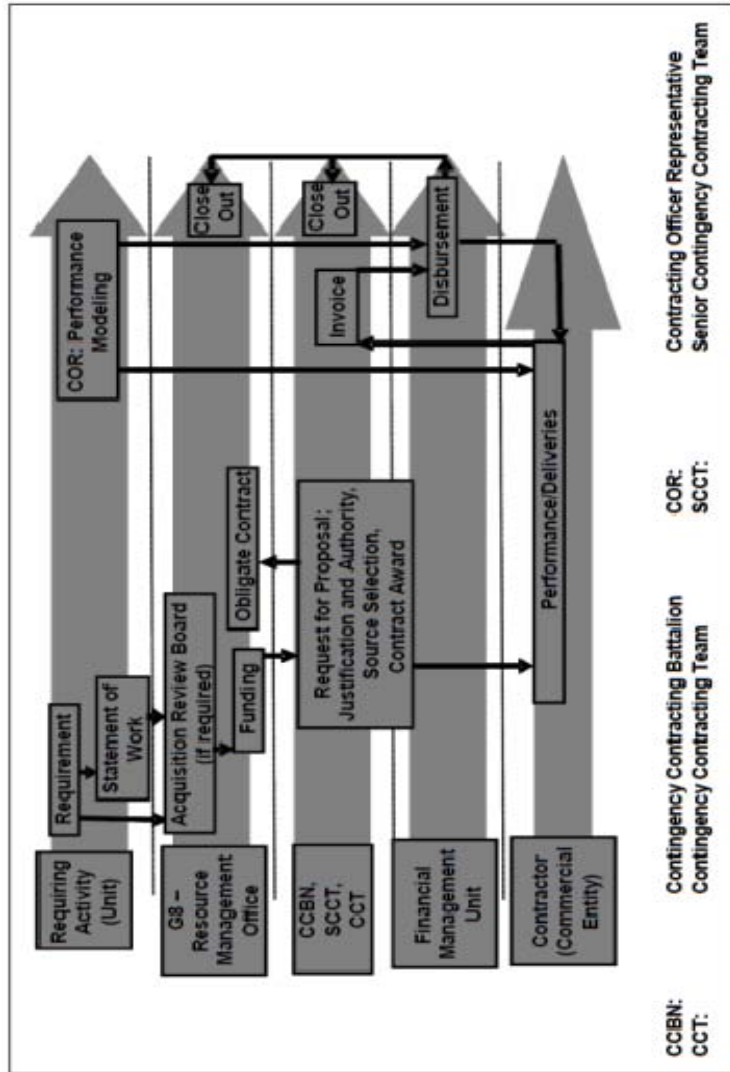 Requiring
Activity
(Unit)
Requirement
Statement of
Work
COR: Performance
Modeling
G8 –
Resource
Management
Office
Acquisition Review Board
(if required)
Funding
Obligate Contract
Close
Out
CCBN,
SCCT,
CCT
Request for Proposal;
Justification and Authority,
Source Selection,
Contract Award
Invoice
Close
Out
Financial
Management
Unit
Disbursement
Contractor
(Commercial
Entity)
Performance/Deliveries
CCBN: Contingency Contracting Battalion COR: Contracting Officer Representative
CCT: Contingency Contracting Team SCCT: Senior Contingency Contracting Team